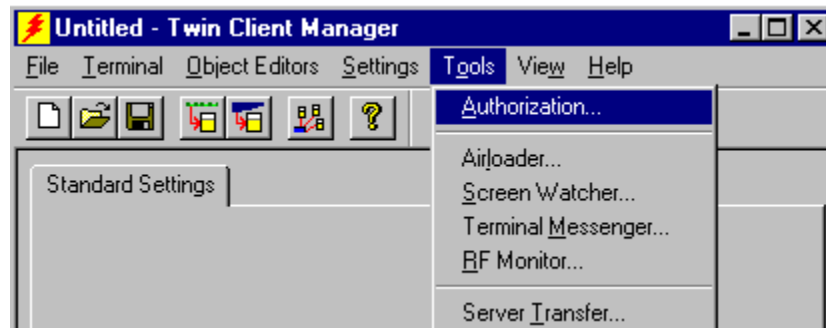 Untitled - Twin Client Manager
File Terminal Object Editors Settings Tools View Help
Authorization...
Airloader...
Standard Settings
Screen Watcher...
Terminal Messenger...
RF Monitor...
Server Transfer...